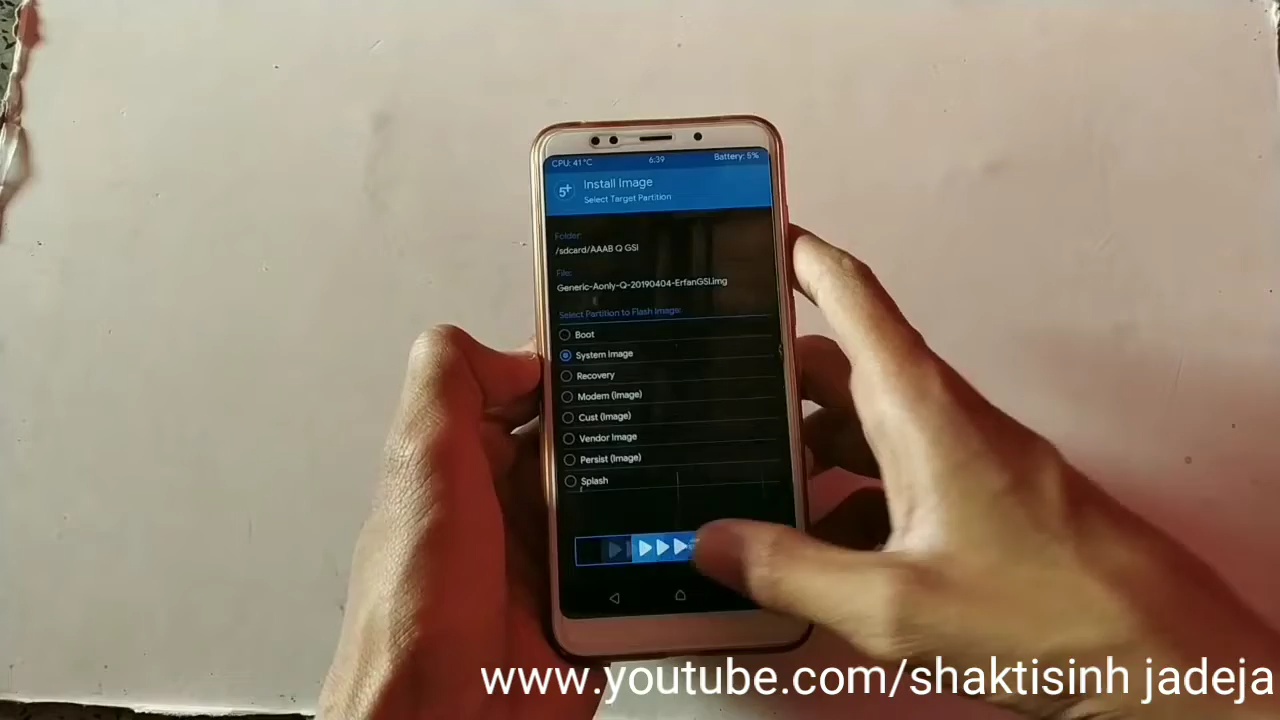 CPU: 41 °C 6:39 Battery: 5%
5+
Install Image
Select Target Partition
Folder:
/sdcard/AAAB Q GSI
File:
Generic-Aonly-Q-20190404-ErfanGSI.img
Select Partition to Flash Image:
Boot
System Image
Recovery
Modem (Image)
Cust (Image)
Vendor Image
Persist (Image)
Splash
www.youtube.com/shaktisinh jadeja